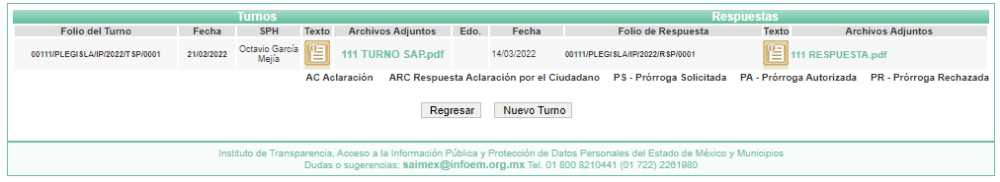 Turnos Respuestas
Folio del Turno Fecha SPH Texto Archivos Adjuntos Edo. Fecha Folio de Respuesta Texto Archivos Adjuntos
00111/PLEGISLA/IP/2022/TSP/0001 21/02/2022 Octavio García Mejía 111 TURNO SAP.pdf 14/03/2022 00111/PLEGISLA/IP/2022/RSP/0001 111 RESPUESTA.pdf
AC Aclaración ARC Respuesta Aclaración por el Ciudadano PS - Prórroga Solicitada PA - Prórroga Autorizada PR - Prórroga Rechazada
Regresar Nuevo Turno
Instituto de Transparencia, Acceso a la Información Pública y Protección de Datos Personales del Estado de México y Municipios
Dudas o sugerencias: saimex@infoem.org.mx Tel. 01 800 8210441 (01 722) 2261980